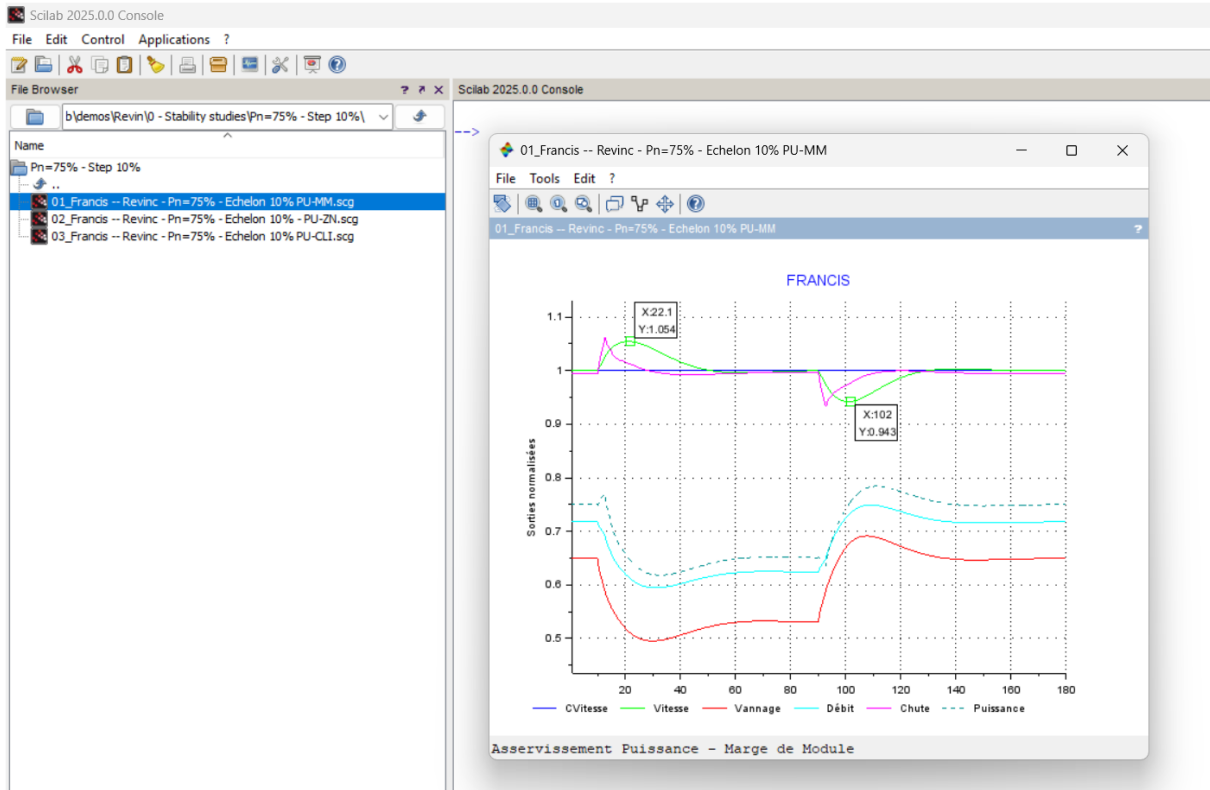 Scilab 2025.0.0 Console
File Edit Control Applications ?
File Browser ? 
Scilab 2025.0.0 Console
b\demos\Revin\0 - Stability studies\Pn=75% - Step 10%\
-->
Name
Pn=75% - Step 10%
..
01_Francis -- Revinc - Pn=75% - Echelon 10% PU-MM.scg
02_Francis -- Revinc - Pn=75% - Echelon 10% - PU-ZN.scg
03_Francis -- Revinc - Pn=75% - Echelon 10% PU-CLI.scg
01_Francis -- Revinc - Pn=75% - Echelon 10% PU-MM
File Tools Edit ?
01_Francis -- Revinc - Pn=75% - Echelon 10% PU-MM ?
FRANCIS
X:22.1
Y:1.054
X:102
Y:0.943
1.1
1
0.9
0.8
0.7
0.6
0.5
Sorties normalisées
20 40 60 80 100 120 140 160 180
CVitesse Vitesse Vannage Débit Chute Puissance
Asservissement Puissance - Marge de Module